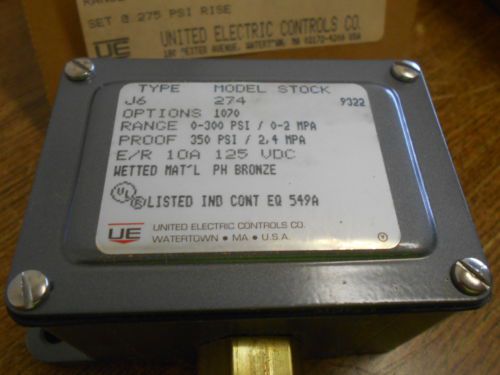 SET @ 275 PSI RISE
UE UNITED ELECTRIC CONTROLS CO.
TYPE MODEL STOCK
J6 274 9322
OPTIONS 1070
RANGE 0-300 PSI / 0-2 MPA
PROOF 350 PSI / 2,4 MPA
E/R 10A 125 VDC
WETTED MAT'L PH BRONZE
UL ® LISTED IND CONT EQ 549A
UE UNITED ELECTRIC CONTROLS CO.
WATERTOWN • MA • U.S.A.